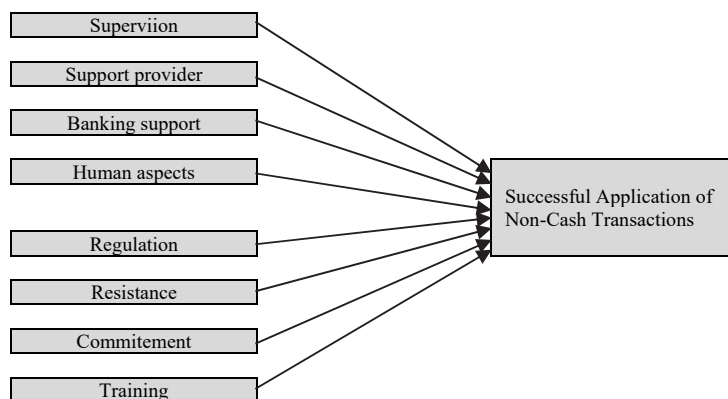 Superviion
Support provider
Banking support
Human aspects
Successful Application of
Non-Cash Transactions
Regulation
Resistance
Commitement
Training